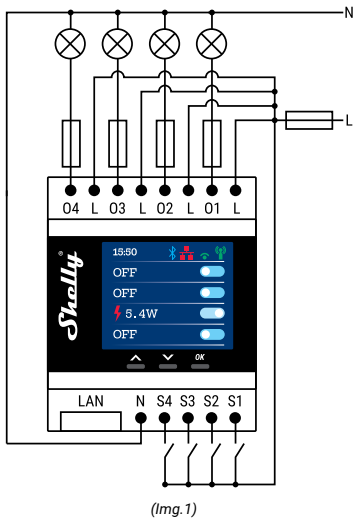 N
L
O4 L O3 L O2 L O1 L
Shelly®
15:50
OFF
OFF
5.4W
OFF
OK
LAN N S4 S3 S2 S1
(Img.1)